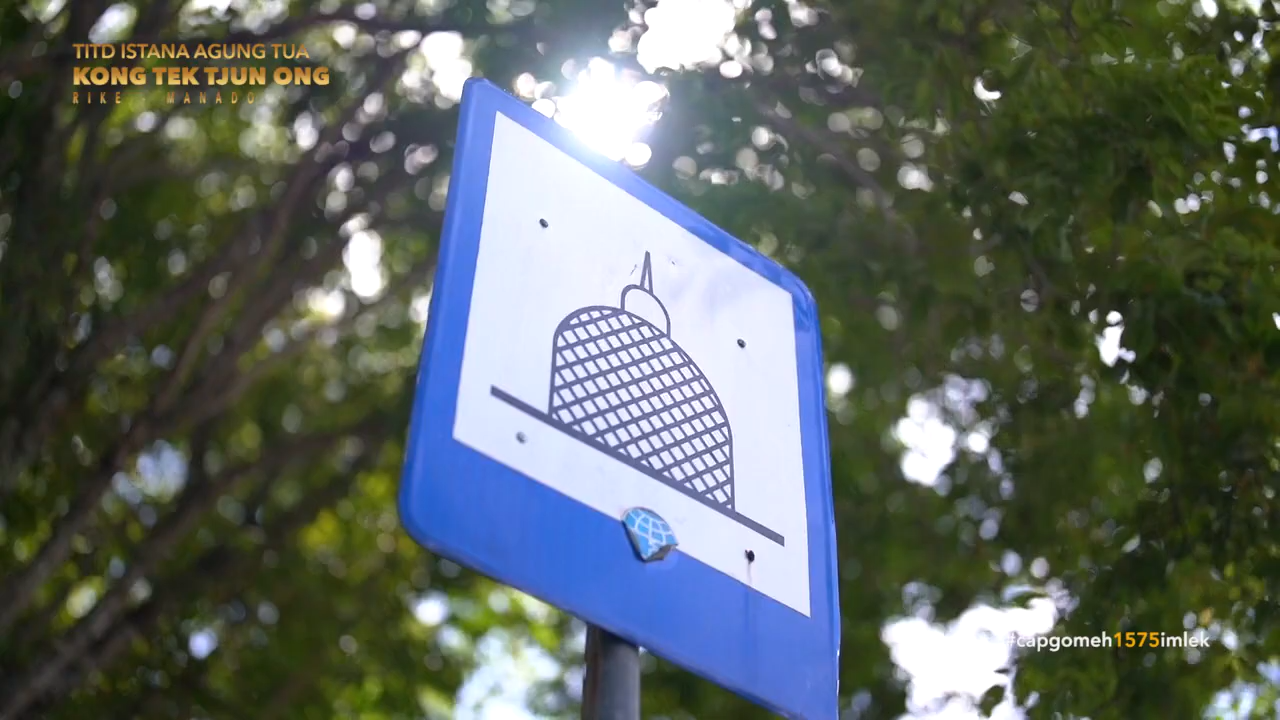 TITD ISTANA AGUNG TUA
KONG TEK TJUN ONG
RIKE - MANADO
#capgomeh1575imlek